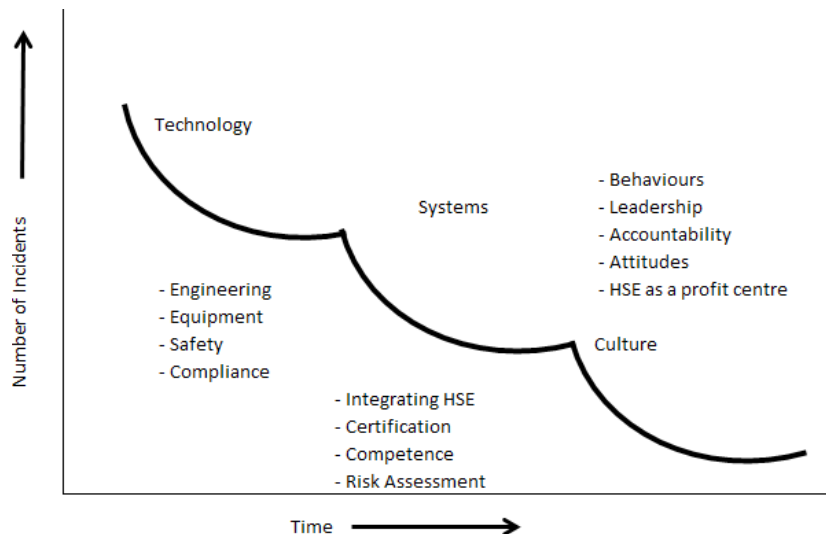 Technology
Systems
- Behaviours
- Leadership
- Accountability
- Attitudes
- HSE as a profit centre
Number of Incidents
- Engineering
- Equipment
- Safety
- Compliance
Culture
- Integrating HSE
- Certification
- Competence
- Risk Assessment
Time